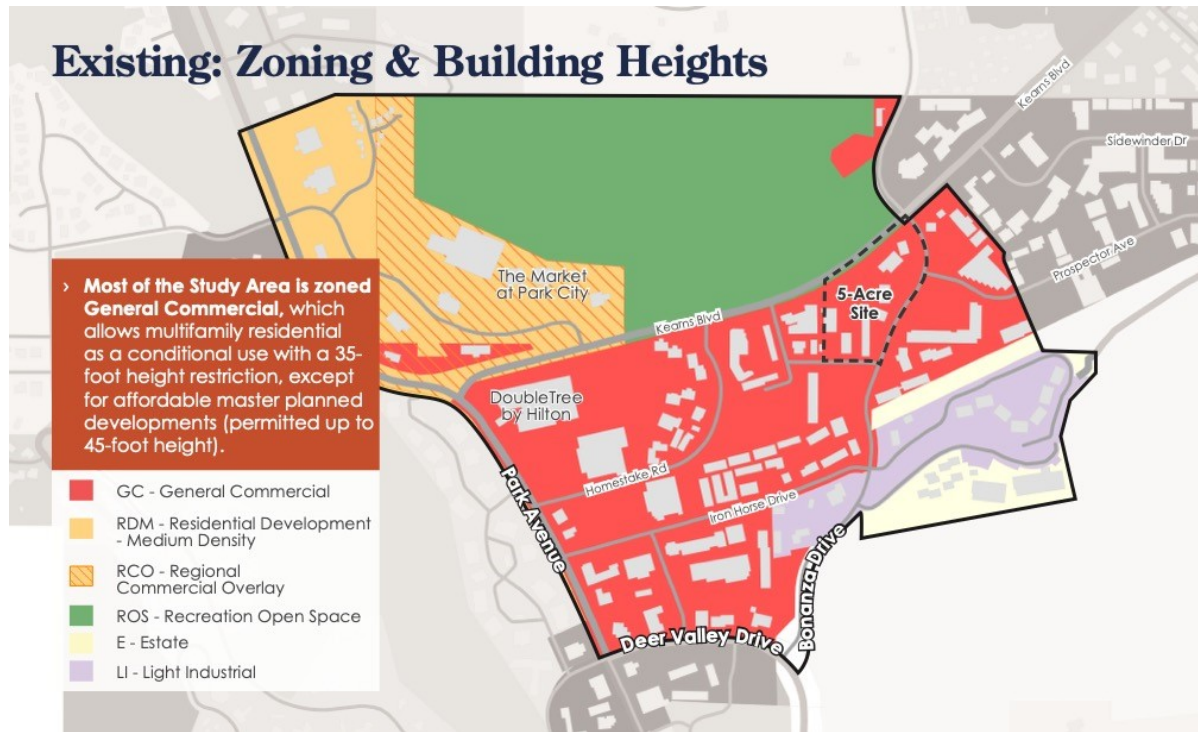 Existing: Zoning & Building Heights
Kearns Blvd
Sidewinder Dr
Prospector Ave
The Market
at Park City
5-Acre
Site
Kearns Blvd
› Most of the Study Area is zoned
General Commercial, which
allows multifamily residential
as a conditional use with a 35-
foot height restriction, except
for affordable master planned
developments (permitted up to
45-foot height).
DoubleTree
by Hilton
Homestake Rd
Park Avenue
Iron Horse Drive
Bonanza Drive
Deer Valley Drive
GC - General Commercial
RDM - Residential Development
- Medium Density
RCO - Regional
Commercial Overlay
ROS - Recreation Open Space
E - Estate
LI - Light Industrial